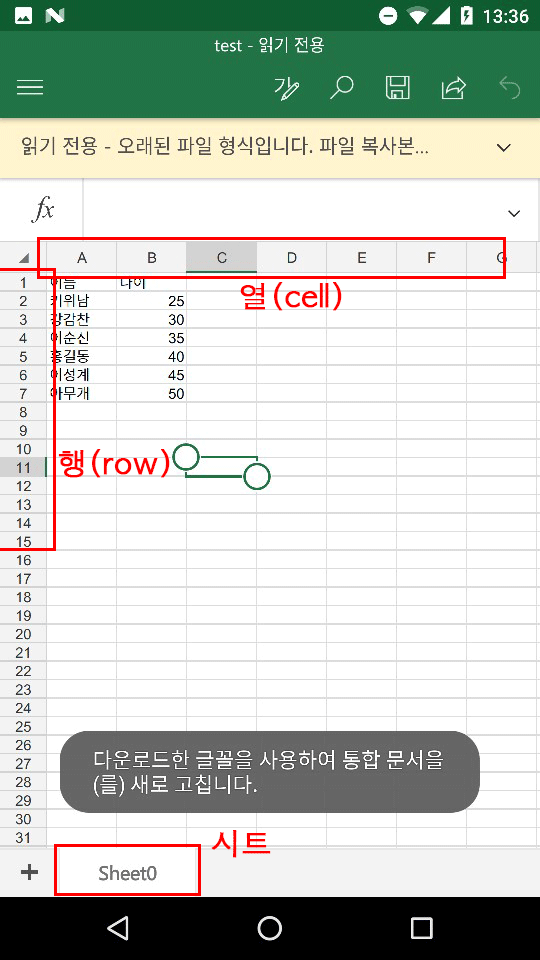 13:36
test - 읽기 전용
가
읽기 전용 - 오래된 파일 형식입니다. 파일 복사본...
fx
A B C D E F G
열(cell)
1 이름 나이
2 키위남 25
3 강감찬 30
4 이순신 35
5 홍길동 40
6 이성계 45
7 아무개 50
8
9
10
행(row)
11
12
13
14
15
16
17
18
19
20
21
22
23
24
25
26
27
28
29
30
31
다운로드한 글꼴을 사용하여 통합 문서을
(를) 새로 고칩니다.
시트
+ Sheet0